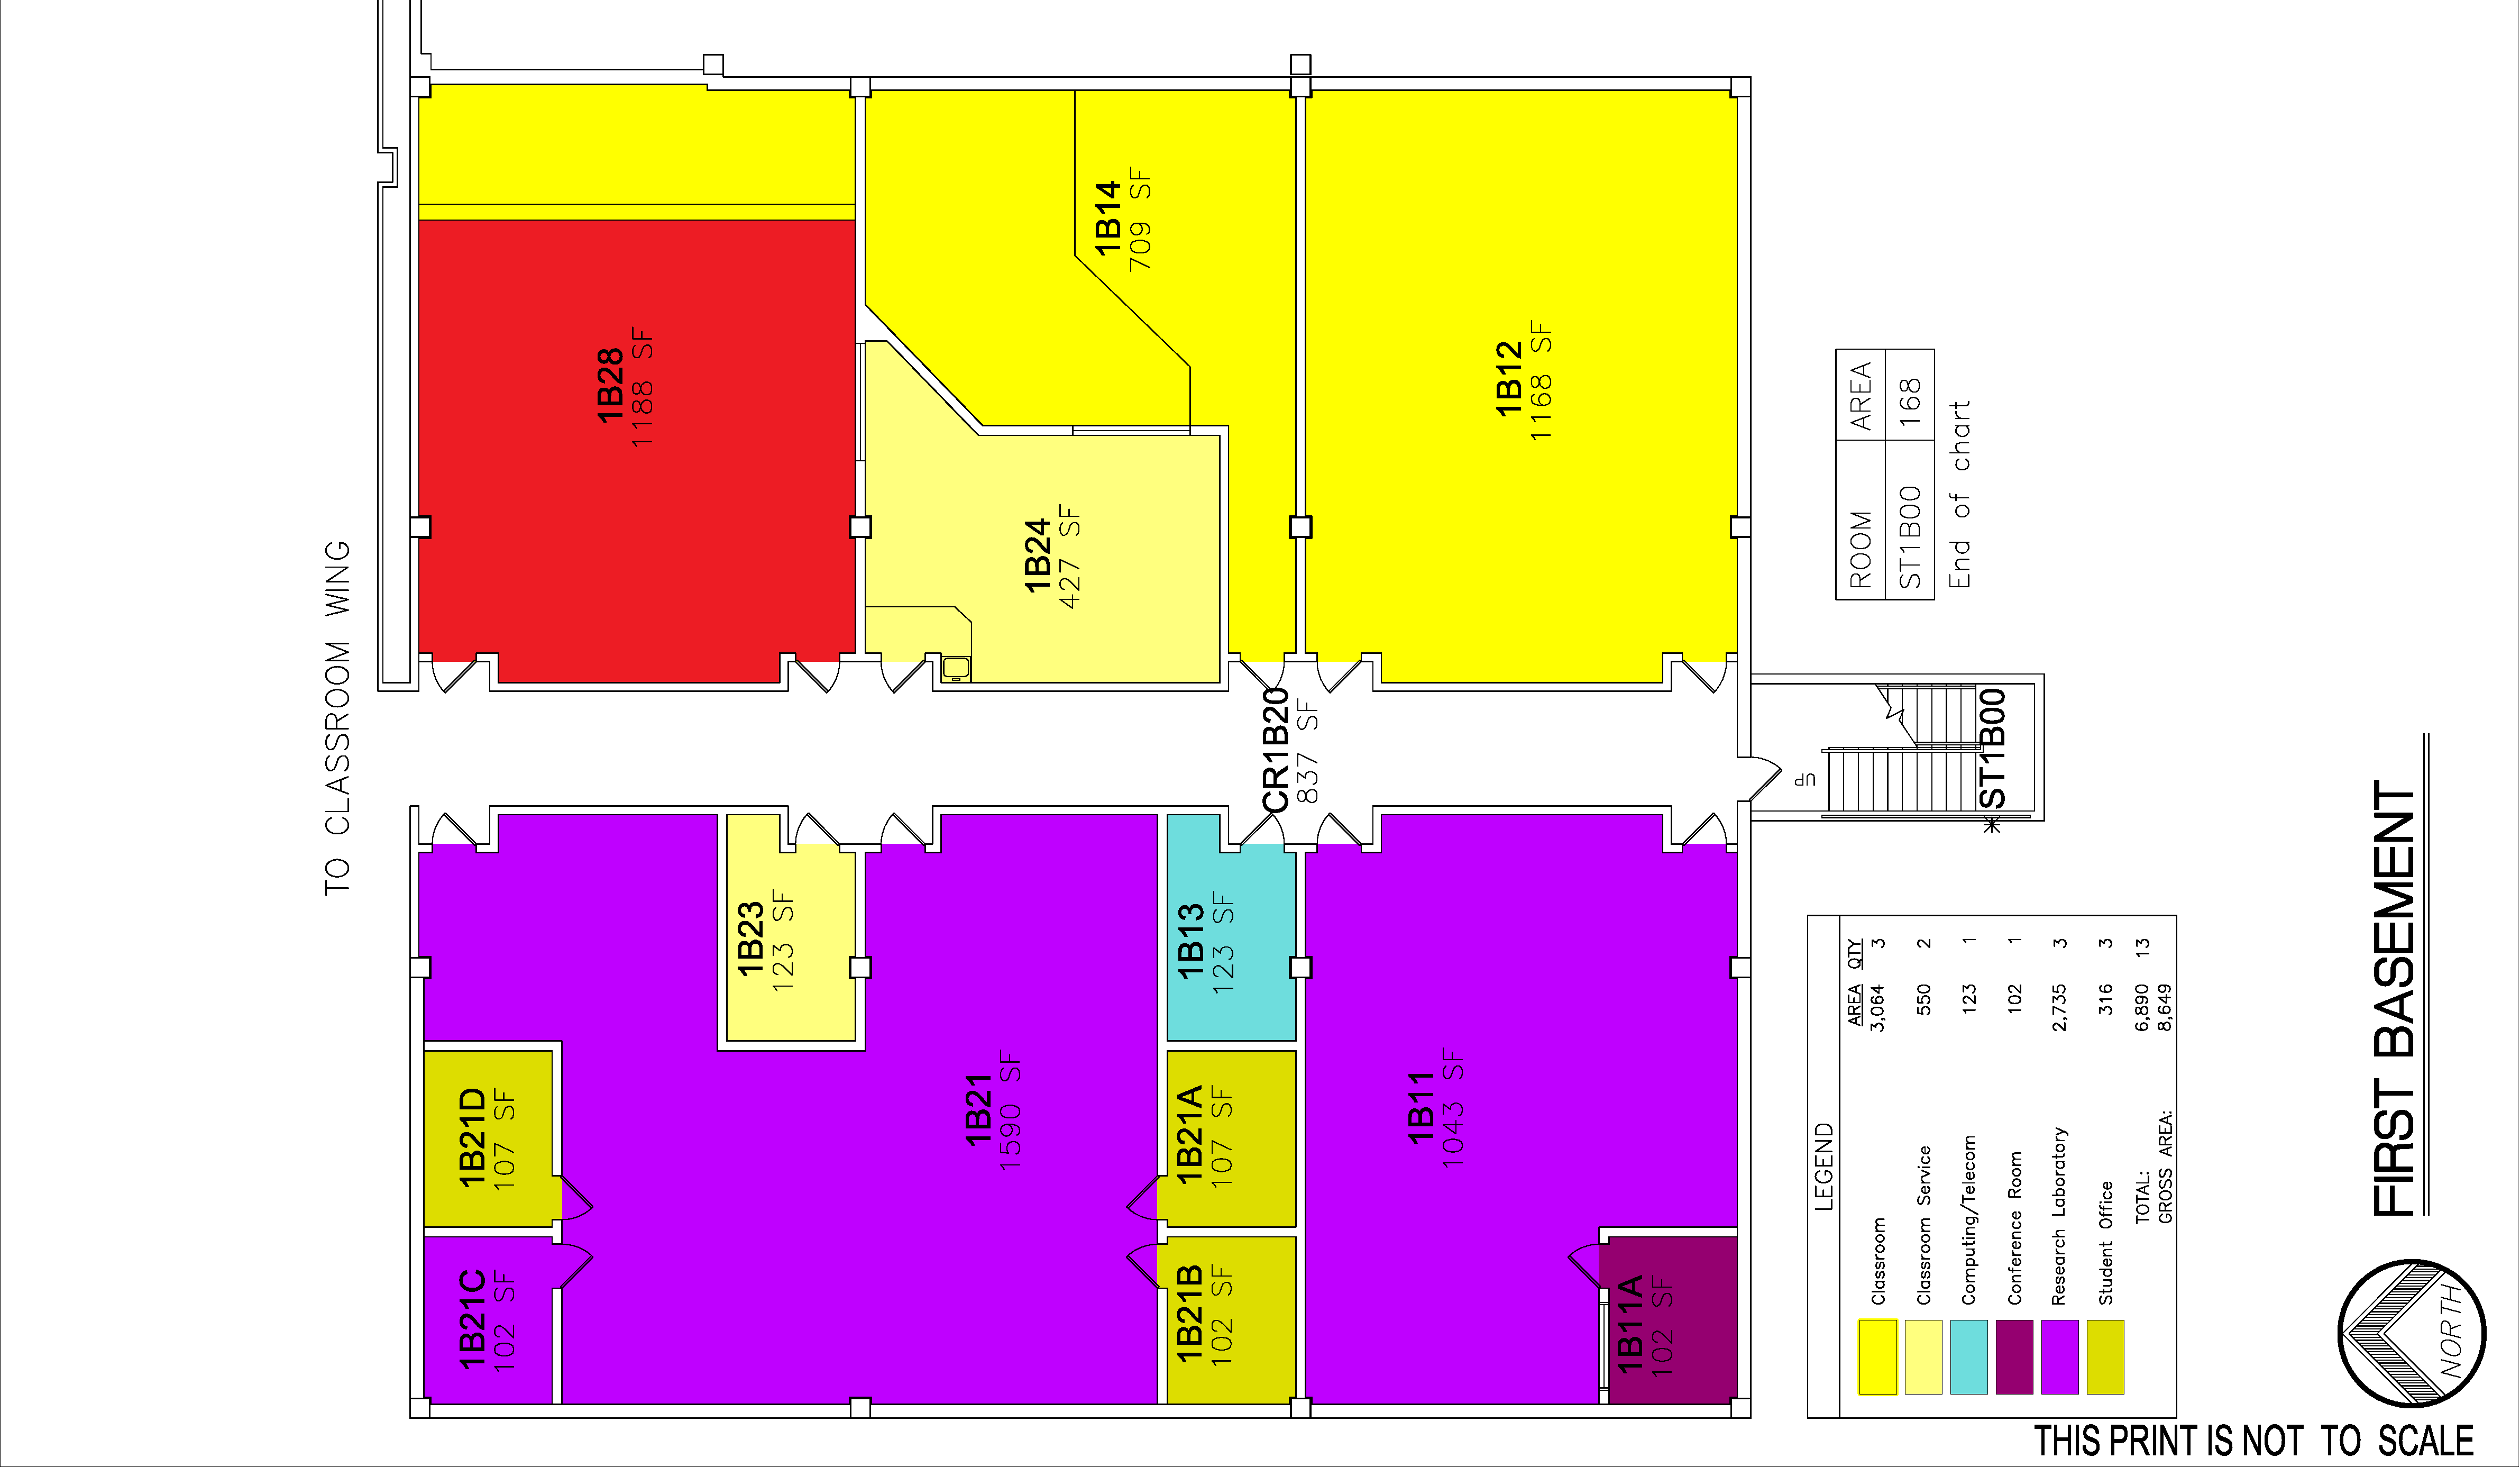 TO CLASSROOM WING
1B28
1188 SF
1B14
709 SF
1B12
1168 SF
1B24
427 SF
CR1B20
837 SF
UP
ST1B00
*
1B23
123 SF
1B13
123 SF
1B21D
107 SF
1B21
1590 SF
1B21A
107 SF
1B11
1043 SF
1B21C
102 SF
1B21B
102 SF
1B11A
102 SF
ROOM AREA
ST1B00 168
End of chart
LEGEND
AREA QTY
Classroom 3,064 3
Classroom Service 550 2
Computing/Telecom 123 1
Conference Room 102 1
Research Laboratory 2,735 3
Student Office 316 3
TOTAL: 6,890 13
GROSS AREA: 8,649
FIRST BASEMENT
NORTH
THIS PRINT IS NOT TO SCALE